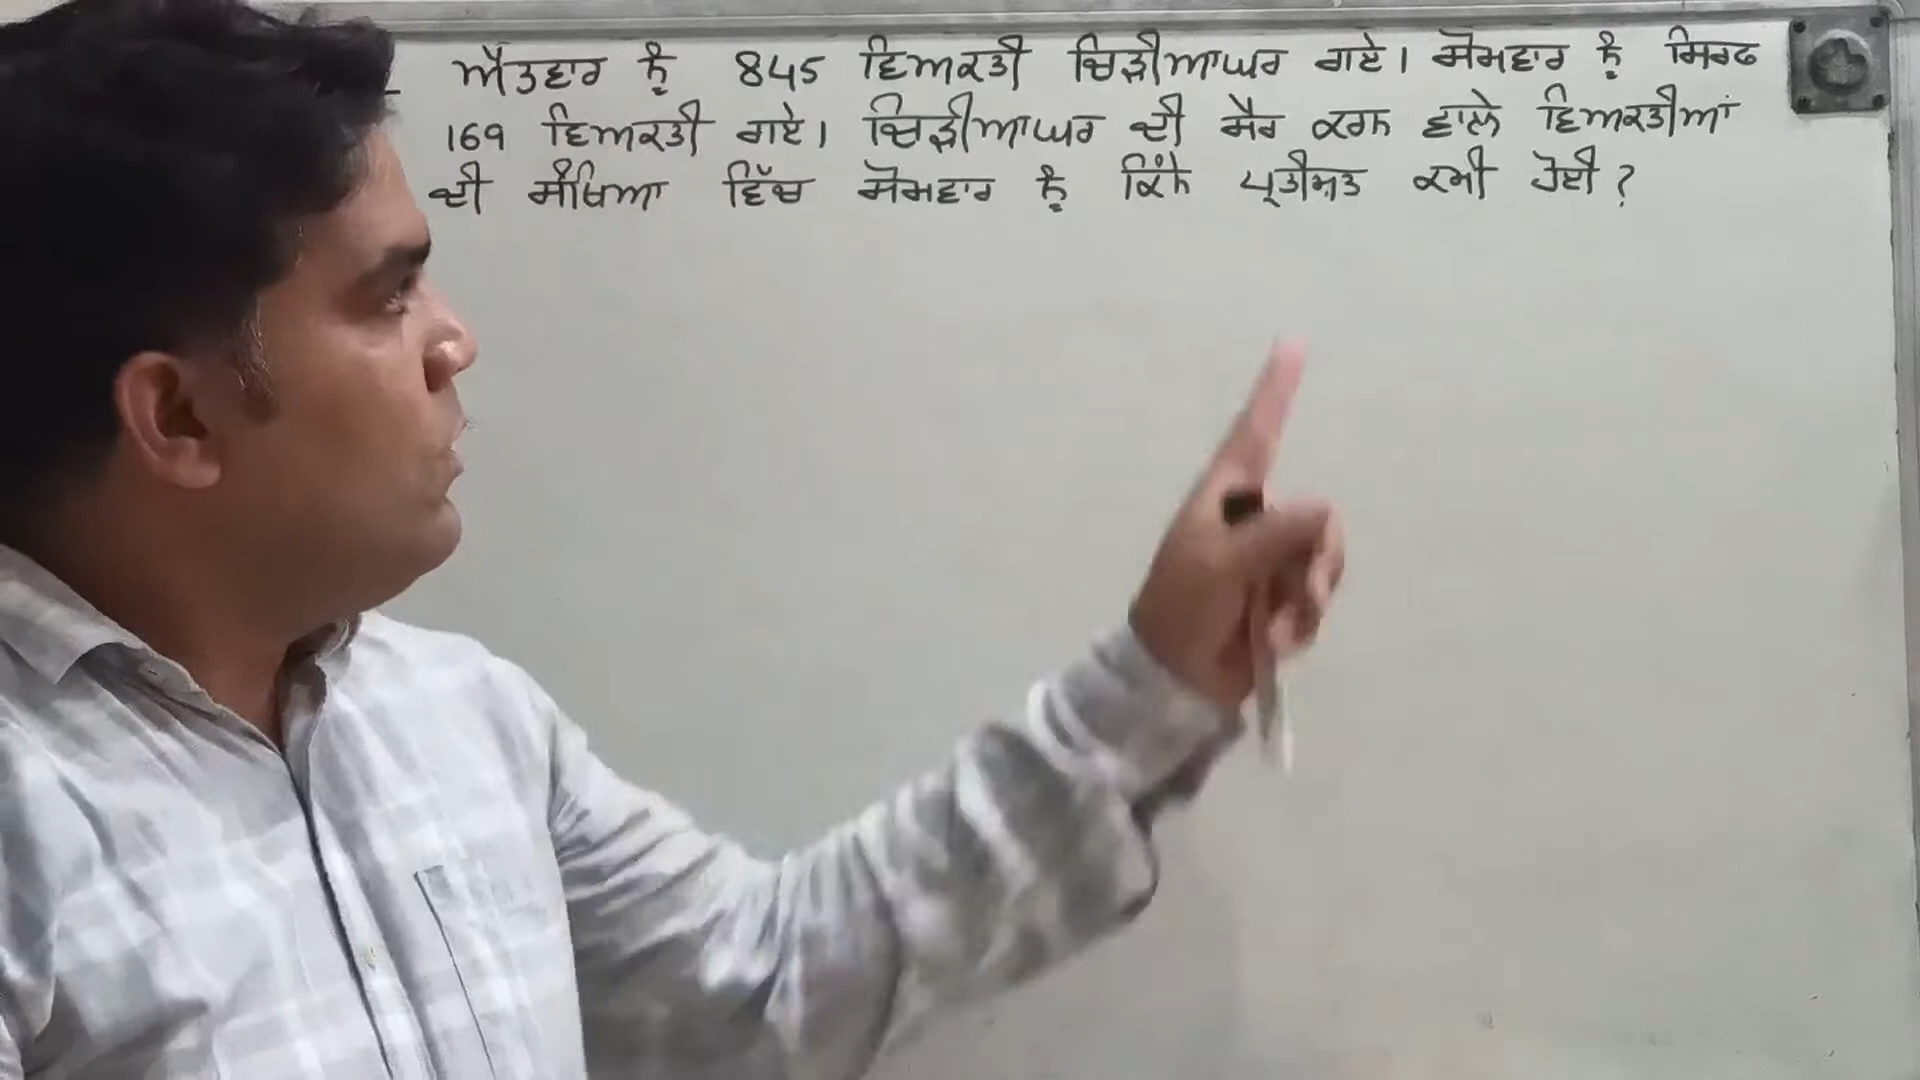 ਐਤਵਾਰ ਨੂੰ 845 ਵਿਅਕਤੀ ਚਿੜੀਆਘਰ ਗਏ। ਸੋਮਵਾਰ ਨੂੰ ਸਿਰਫ
169 ਵਿਅਕਤੀ ਗਏ। ਚਿੜੀਆਘਰ ਦੀ ਸੈਰ ਕਰਨ ਵਾਲੇ ਵਿਅਕਤੀਆਂ
ਦੀ ਸੰਖਿਆ ਵਿੱਚ ਸੋਮਵਾਰ ਨੂੰ ਕਿੰਨੇ ਪ੍ਰਤੀਸ਼ਤ ਕਮੀ ਹੋਈ?